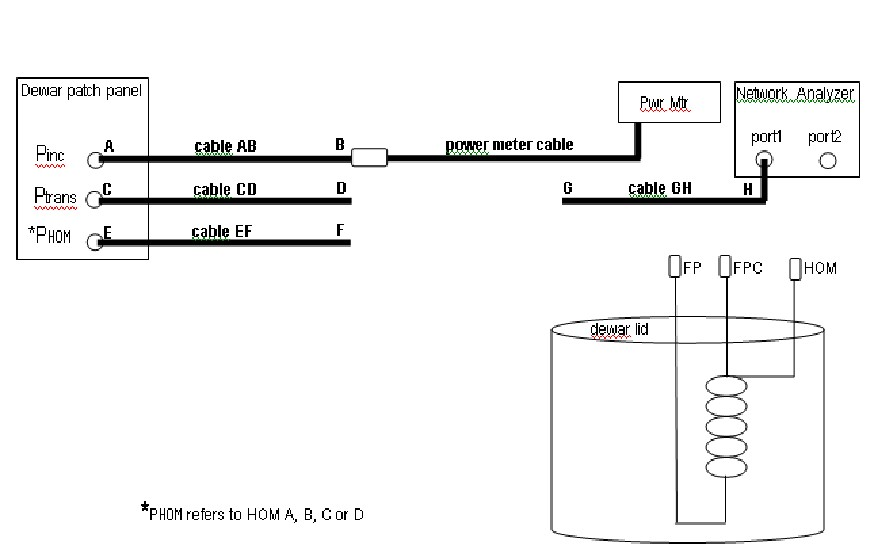 Dewar patch panel
Pwr Mtr
Network Analyzer
port1 port2
Pinc A cable AB B power meter cable
Ptrans C cable CD D G cable GH H
*PHOM E cable EF F
FP FPC HOM
dewar lid
*PHOM refers to HOM A, B, C or D